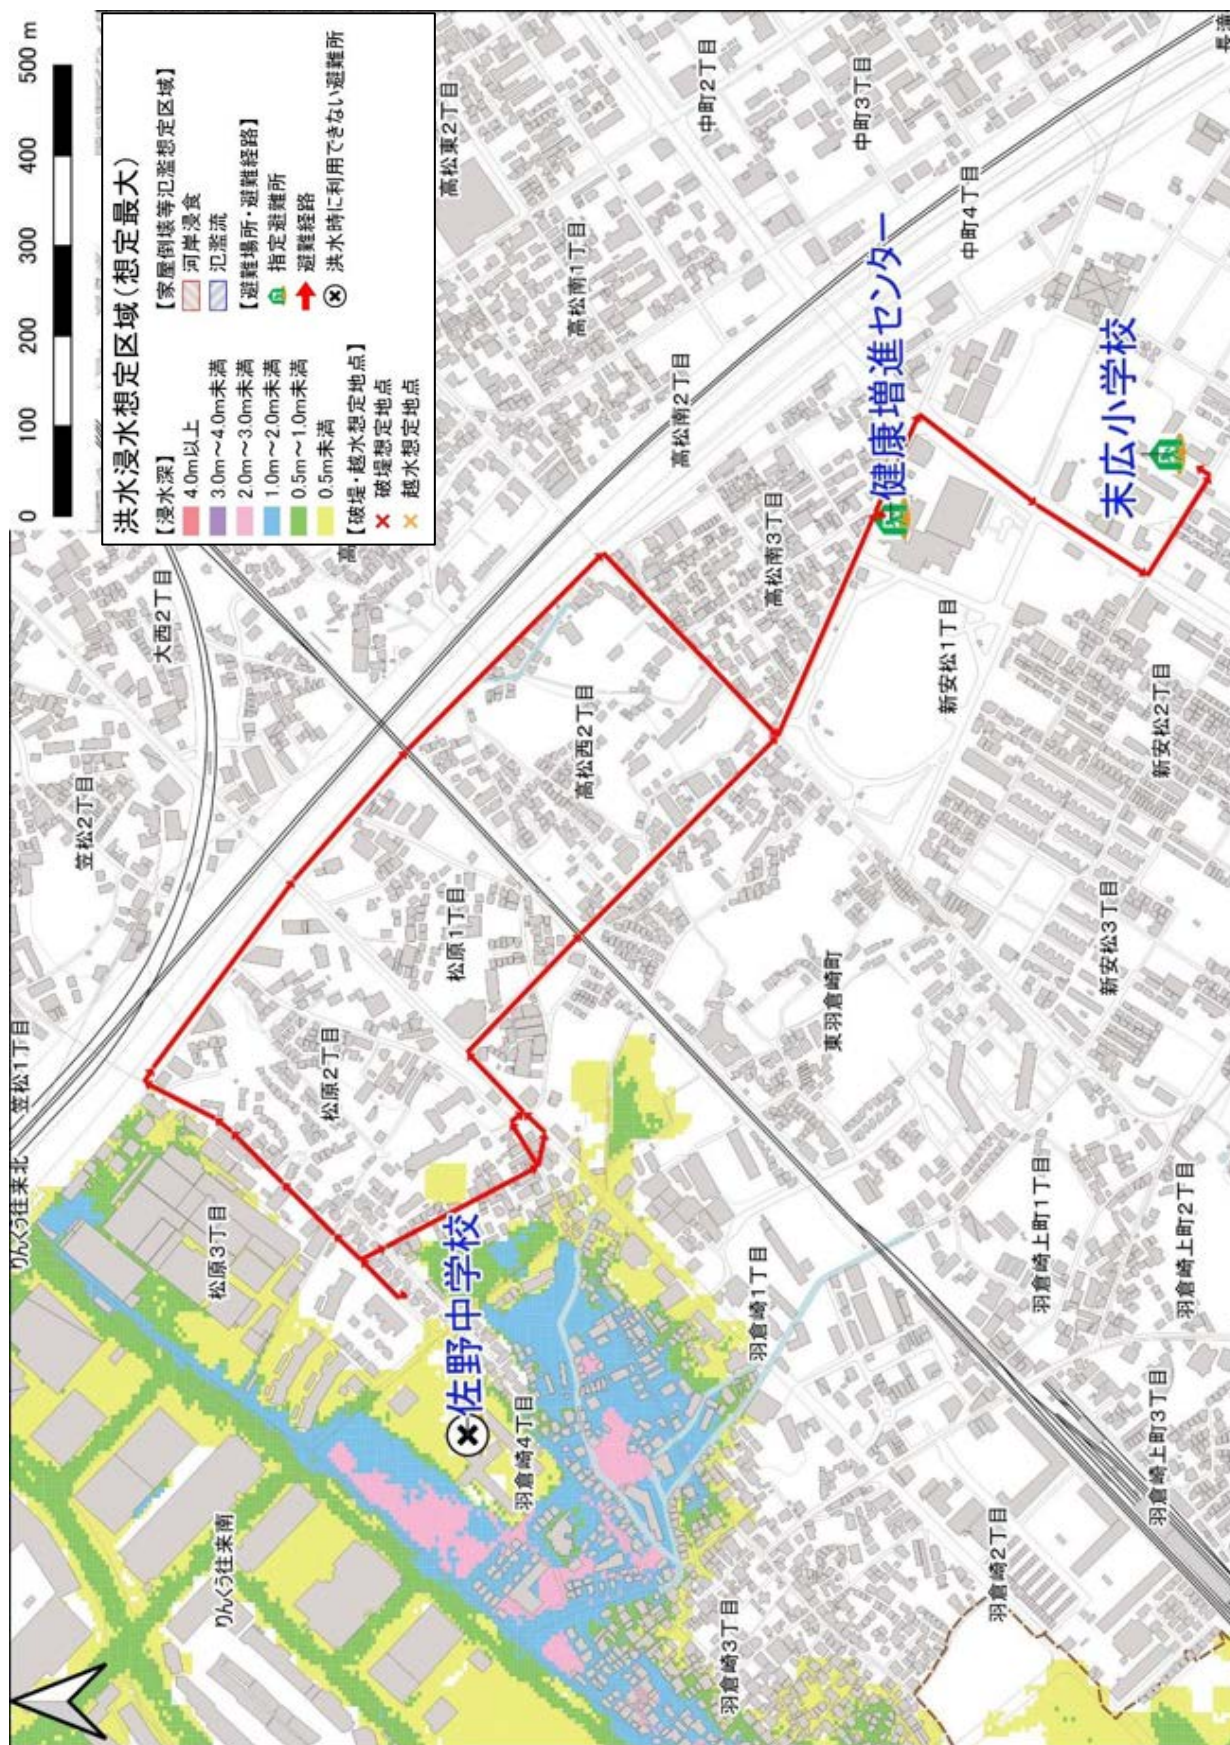 0 100 200 300 400 500 m
洪水浸水想定区域(想定最大)
【浸水深】
4.0m以上
3.0m～4.0m未満
2.0m～3.0m未満
1.0m～2.0m未満
0.5m～1.0m未満
0.5m未満
【破堤・越水想定地点】
破堤想定地点
越水想定地点
【家屋倒壊等氾濫想定区域】
河岸浸食
氾濫流
【避難場所・避難経路】
指定避難所
避難経路
洪水時に利用できない避難所
りんくう往来北
笠松1丁目
笠松2丁目
大西2丁目
高
高松東2丁目
りんくう往来南
松原3丁目
松原2丁目
松原1丁目
高松西2丁目
高松南1丁目
高松南2丁目
高松南3丁目
中町2丁目
中町3丁目
中町4丁目
長滝
佐野中学校
羽倉崎4丁目
羽倉崎1丁目
東羽倉崎町
新安松1丁目
健康増進センター
末広小学校
新安松2丁目
新安松3丁目
羽倉崎3丁目
羽倉崎2丁目
羽倉崎上町1丁目
羽倉崎上町2丁目
羽倉崎上町3丁目